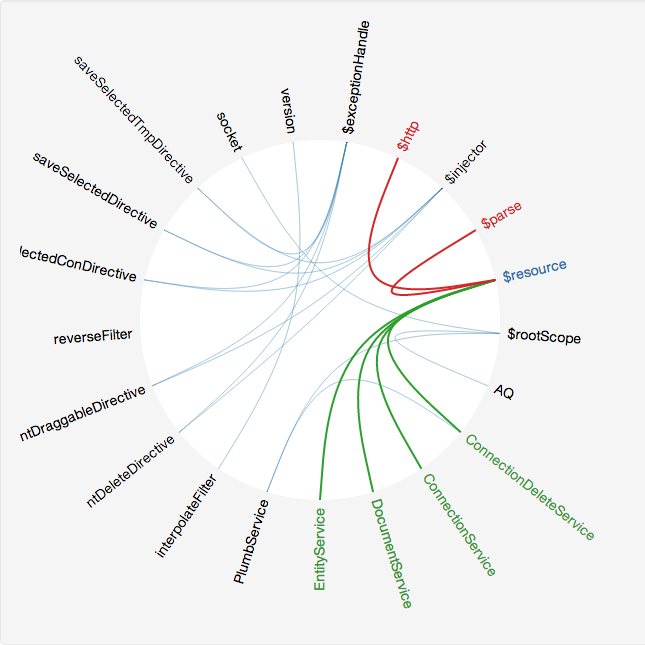 $exceptionHandle
$http
$injector
$parse
$resource
$rootScope
AQ
ConnectionDeleteService
ConnectionService
DocumentService
EntityService
PlumbService
interpolateFilter
ntDeleteDirective
ntDraggableDirective
reverseFilter
lectedConDirective
saveSelectedDirective
saveSelectedTmpDirective
socket
version